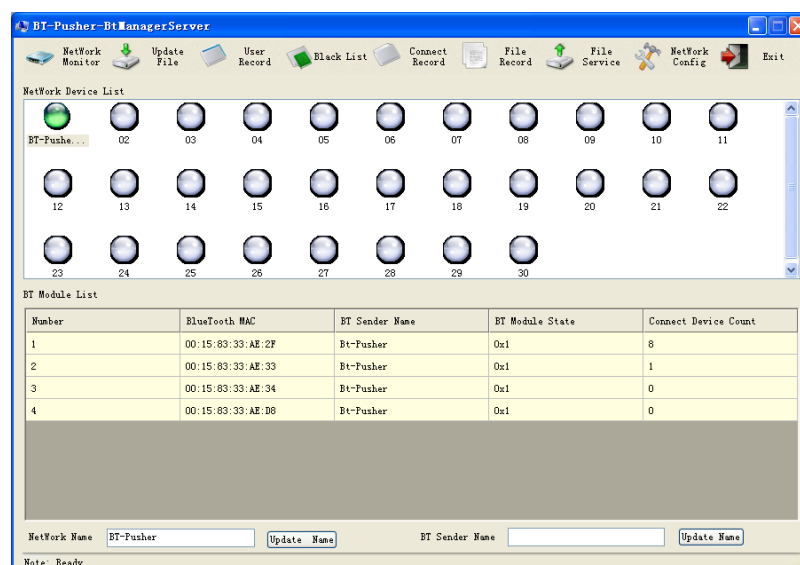 BT-Pusher-BtManagerServer
NetWork Monitor
Update File
User Record
Black List
Connect Record
File Record
File Service
NetWork Config
Exit
NetWork Device List
BT-Pushe... 02 03 04 05 06 07 08 09 10 11
12 13 14 15 16 17 18 19 20 21 22
23 24 25 26 27 28 29 30
BT Module List
Number BlueTooth MAC BT Sender Name BT Module State Connect Device Count
1 00:15:83:33:AE:2F Bt-Pusher 0x1 8
2 00:15:83:33:AE:33 Bt-Pusher 0x1 1
3 00:15:83:33:AE:34 Bt-Pusher 0x1 0
4 00:15:83:33:AE:D8 Bt-Pusher 0x1 0
NetWork Name BT-Pusher Update Name BT Sender Name Update Name
Note: Ready